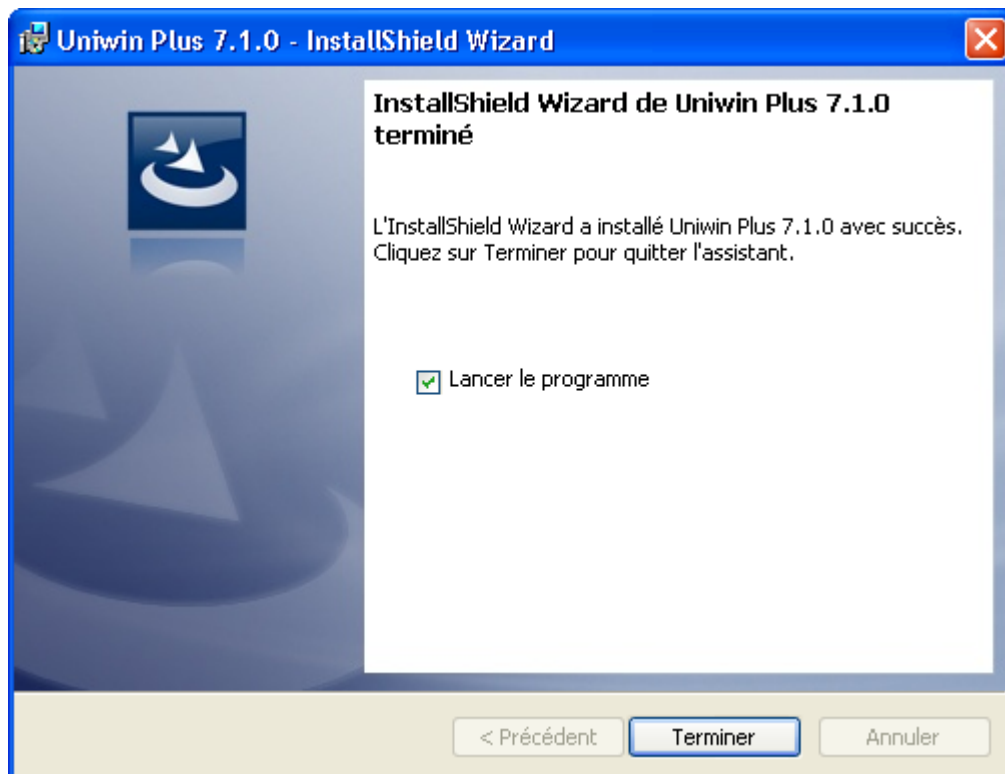 Uniwin Plus 7.1.0 - InstallShield Wizard
InstallShield Wizard de Uniwin Plus 7.1.0
terminé
L'InstallShield Wizard a installé Uniwin Plus 7.1.0 avec succès.
Cliquez sur Terminer pour quitter l'assistant.
Lancer le programme
< Précédent
Terminer
Annuler